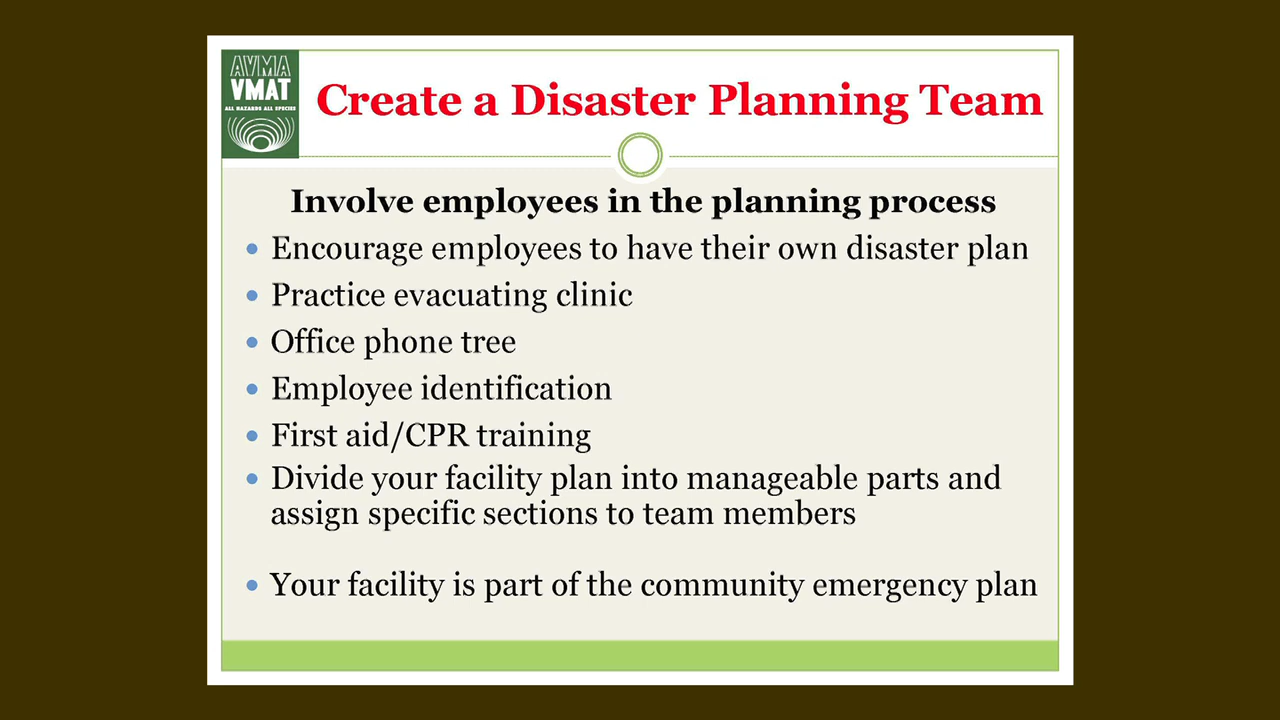 AVMA
VMAT
ALL HAZARDS ALL SPECIES
Create a Disaster Planning Team
Involve employees in the planning process
• Encourage employees to have their own disaster plan
• Practice evacuating clinic
• Office phone tree
• Employee identification
• First aid/CPR training
• Divide your facility plan into manageable parts and
assign specific sections to team members
• Your facility is part of the community emergency plan